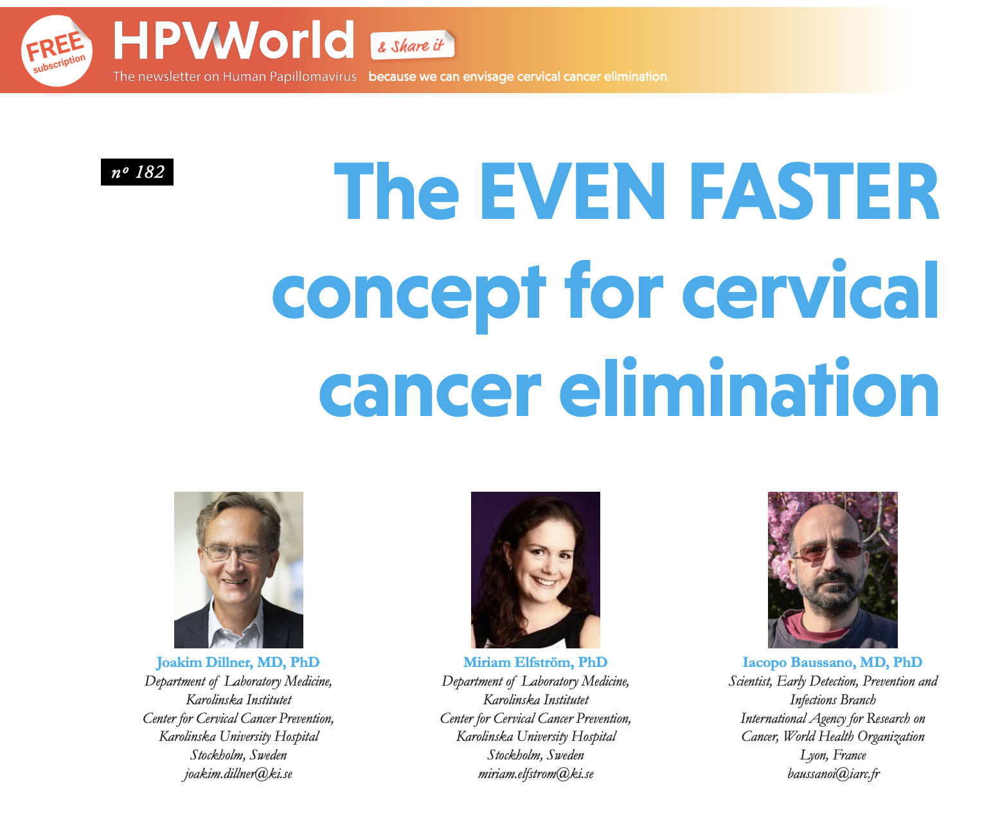 FREE
subscription
HPVWorld
& Share it
The newsletter on Human Papillomavirus
because we can envisage cervical cancer elimination
nº 182
The EVEN FASTER
concept for cervical
cancer elimination
Joakim Dillner, MD, PhD
Department of Laboratory Medicine,
Karolinska Institutet
Center for Cervical Cancer Prevention,
Karolinska University Hospital
Stockholm, Sweden
joakim.dillner@ki.se
Miriam Elfström, PhD
Department of Laboratory Medicine,
Karolinska Institutet
Center for Cervical Cancer Prevention,
Karolinska University Hospital
Stockholm, Sweden
miriam.elfstrom@ki.se
Iacopo Baussano, MD, PhD
Scientist, Early Detection, Prevention and
Infections Branch
International Agency for Research on
Cancer, World Health Organization
Lyon, France
baussanoi@iarc.fr